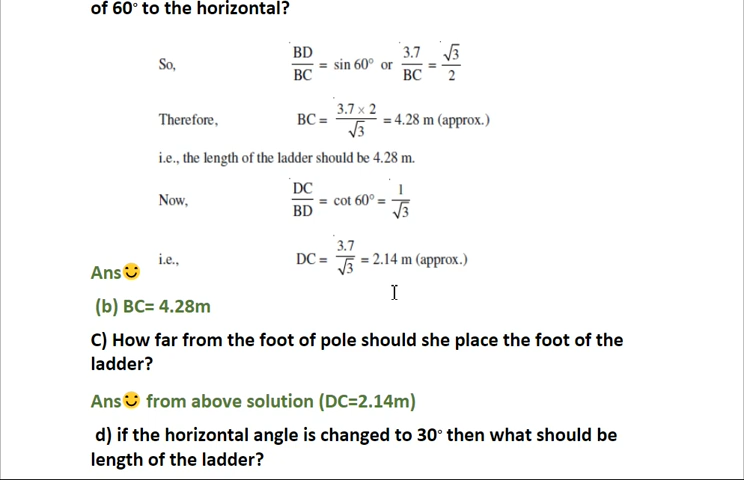 of 60° to the horizontal?
So, BD/BC = sin 60° or 3.7/BC = √3/2
Therefore, BC = 3.7 × 2/√3 = 4.28 m (approx.)
i.e., the length of the ladder should be 4.28 m.
Now, DC/BD = cot 60° = 1/√3
i.e., DC = 3.7/√3 = 2.14 m (approx.)
Ans
(b) BC= 4.28m
C) How far from the foot of pole should she place the foot of the
ladder?
Ans from above solution (DC=2.14m)
d) if the horizontal angle is changed to 30° then what should be
length of the ladder?